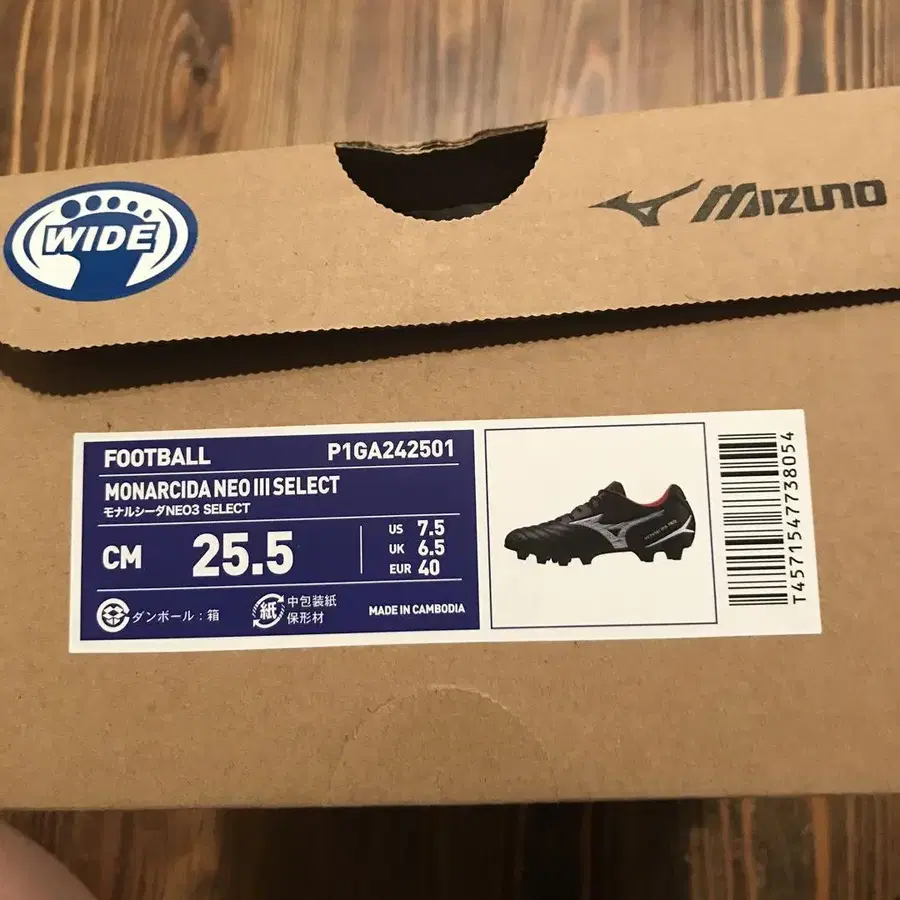 WIDE
MIZUNO
FOOTBALL P1GA242501
MONARCIDA NEO III SELECT
モナルシーダNEO3 SELECT
CM 25.5
US 7.5
UK 6.5
EUR 40
ダンボール：箱
紙 中包装紙
保形材
MADE IN CAMBODIA
T4571547738054